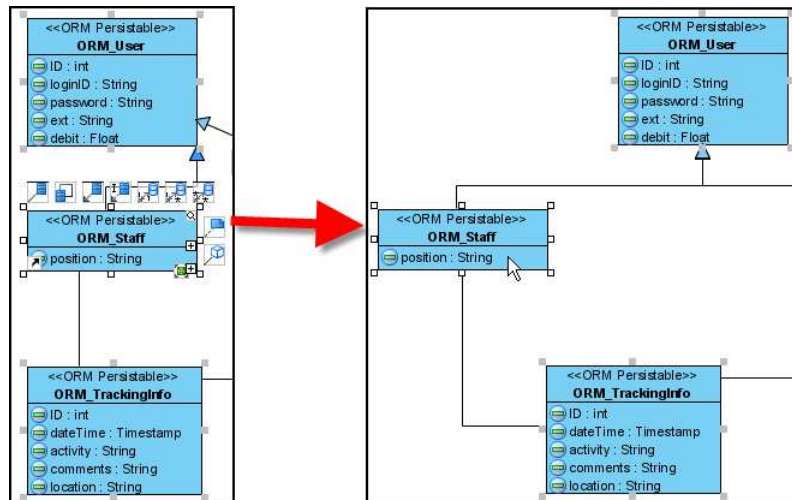 <<ORM Persistable>>
ORM_User
ID : int
loginID : String
password : String
ext : String
debit : Float
<<ORM Persistable>>
ORM_Staff
position : String
<<ORM Persistable>>
ORM_TrackingInfo
ID : int
dateTime : Timestamp
activity : String
comments : String
location : String
<<ORM Persistable>>
ORM_User
ID : int
loginID : String
password : String
ext : String
debit : Float
<<ORM Persistable>>
ORM_Staff
position : String
<<ORM Persistable>>
ORM_TrackingInfo
ID : int
dateTime : Timestamp
activity : String
comments : String
location : String